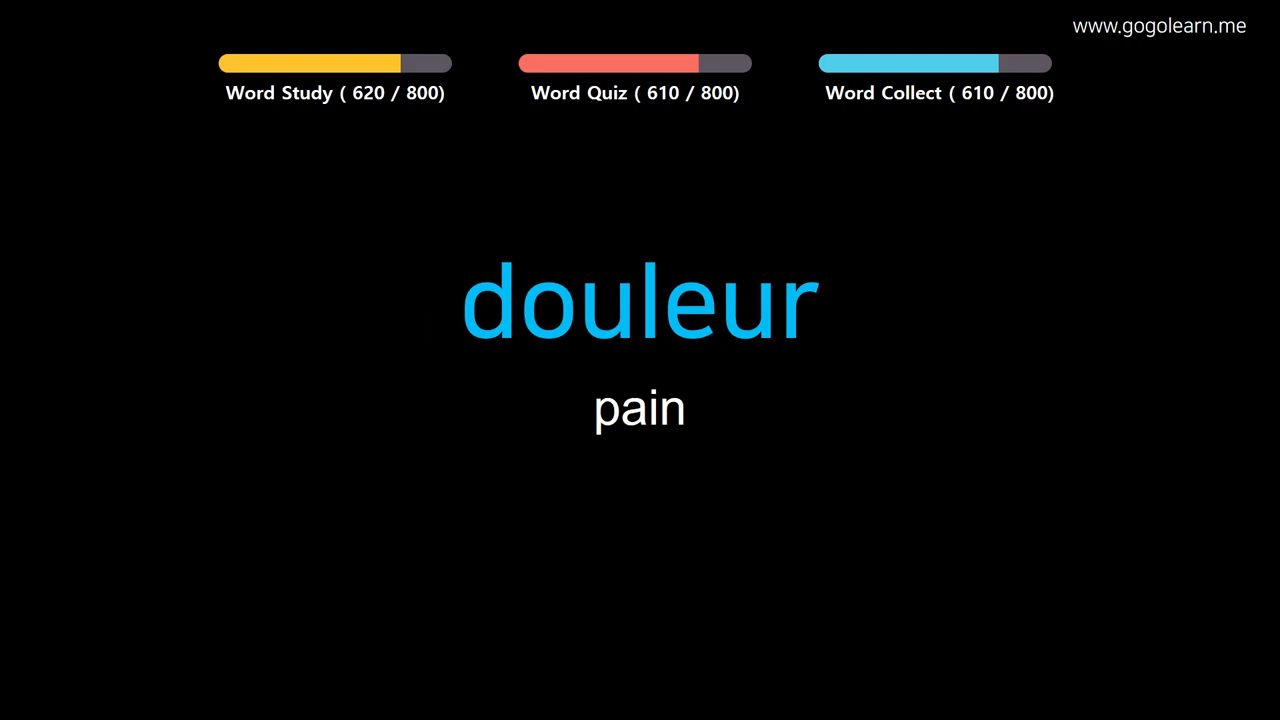 www.gogolearn.me
Word Study ( 620 / 800)
Word Quiz ( 610 / 800)
Word Collect ( 610 / 800)
douleur
pain